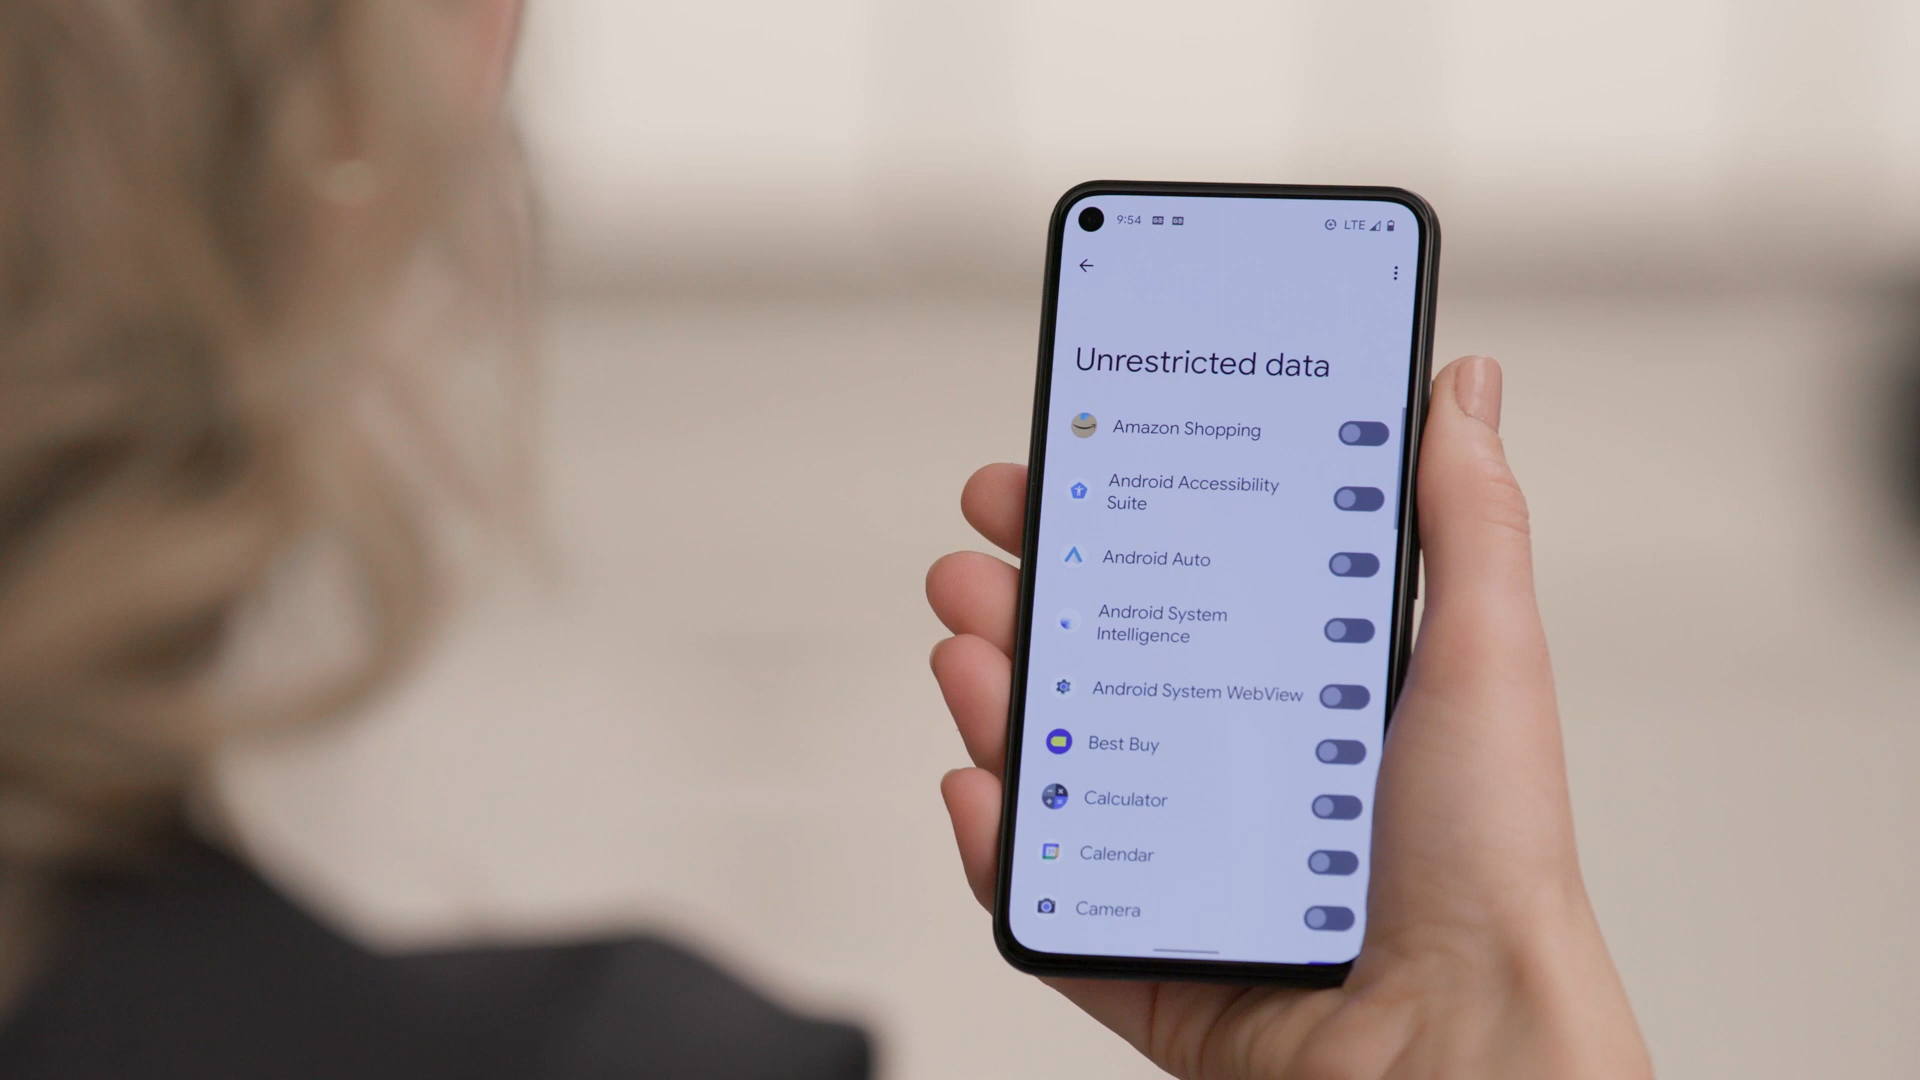 9:54
LTE
Unrestricted data
Amazon Shopping
Android Accessibility
Suite
Android Auto
Android System
Intelligence
Android System WebView
Best Buy
Calculator
Calendar
Camera